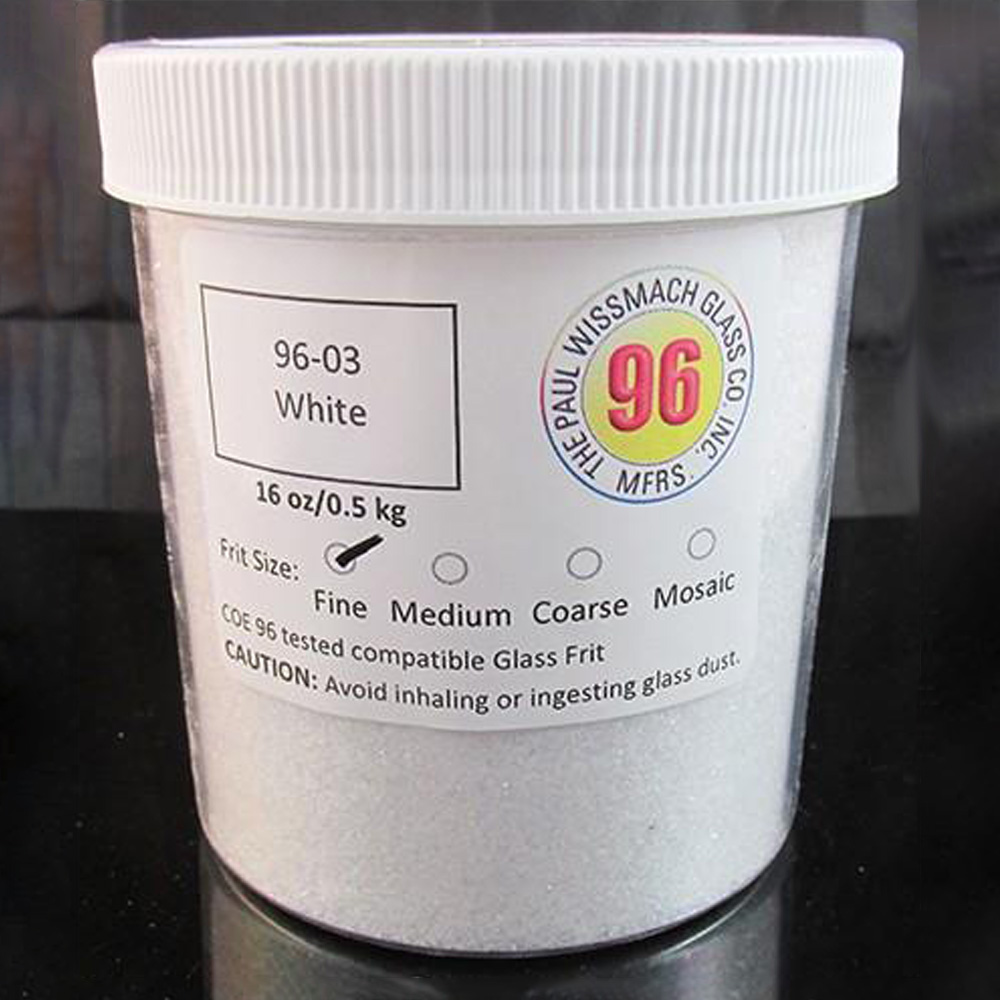 96-03
White
16 oz/0.5 kg
THE PAUL WISSMACH GLASS CO. INC.
MFRS.
96
Frit Size:
Fine Medium Coarse Mosaic
COE 96 tested compatible Glass Frit
CAUTION: Avoid inhaling or ingesting glass dust.